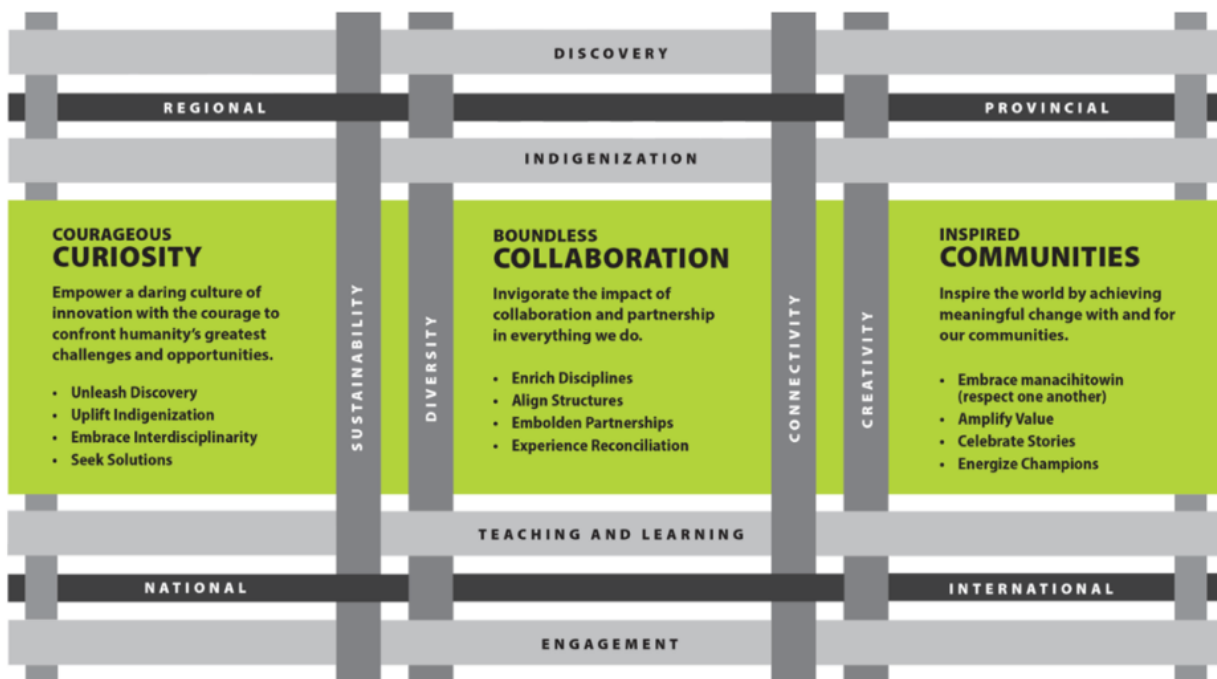 DISCOVERY
REGIONAL
PROVINCIAL
INDIGENIZATION
COURAGEOUS
CURIOSITY
Empower a daring culture of
innovation with the courage to
confront humanity's greatest
challenges and opportunities.
• Unleash Discovery
• Uplift Indigenization
• Embrace Interdisciplinarity
• Seek Solutions
SUSTAINABILITY
DIVERSITY
BOUNDLESS
COLLABORATION
Invigorate the impact of
collaboration and partnership
in everything we do.
• Enrich Disciplines
• Align Structures
• Embolden Partnerships
• Experience Reconciliation
CONNECTIVITY
CREATIVITY
INSPIRED
COMMUNITIES
Inspire the world by achieving
meaningful change with and for
our communities.
• Embrace manacihitowin
(respect one another)
• Amplify Value
• Celebrate Stories
• Energize Champions
TEACHING AND LEARNING
NATIONAL
INTERNATIONAL
ENGAGEMENT